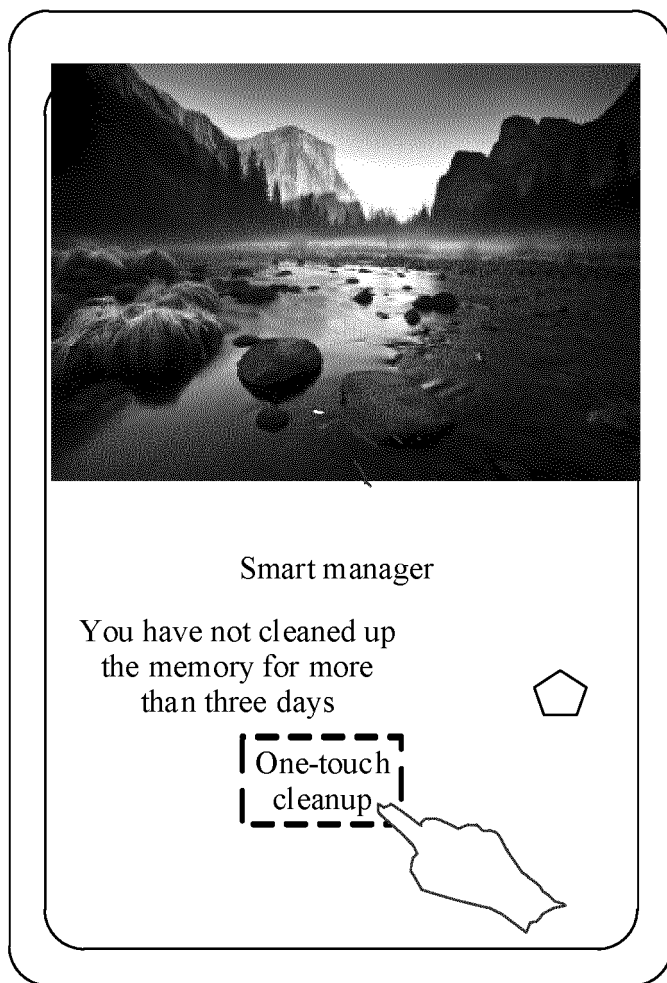 Smart manager
You have not cleaned up
the memory for more
than three days
One-touch
cleanup